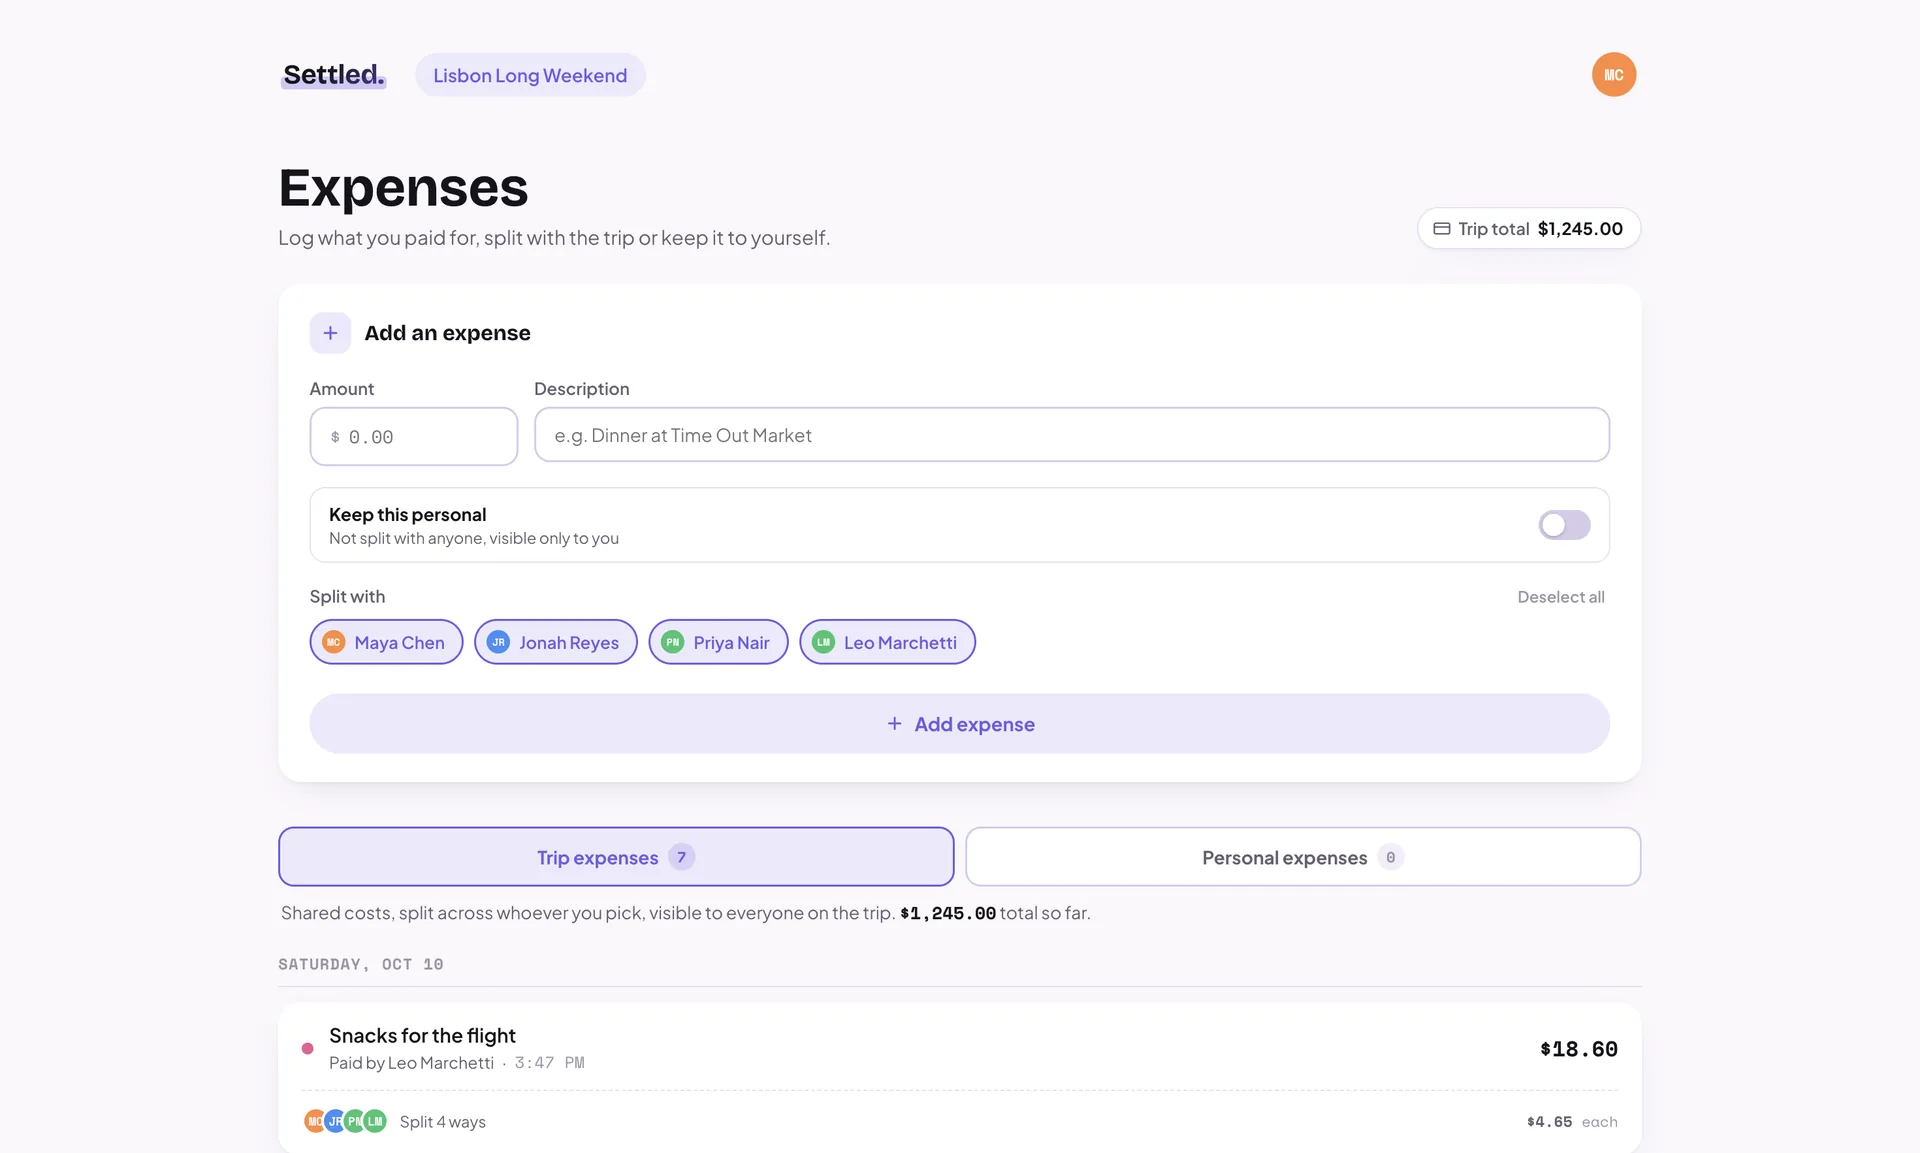 Settled.
Lisbon Long Weekend
MC
Expenses
Log what you paid for, split with the trip or keep it to yourself.
Trip total $1,245.00
+ Add an expense
Amount
Description
$ 0.00
e.g. Dinner at Time Out Market
Keep this personal
Not split with anyone, visible only to you
Split with
Deselect all
MC Maya Chen
JR Jonah Reyes
PN Priya Nair
LM Leo Marchetti
+ Add expense
Trip expenses 7
Personal expenses 0
Shared costs, split across whoever you pick, visible to everyone on the trip. $1,245.00 total so far.
SATURDAY, OCT 10
Snacks for the flight
Paid by Leo Marchetti · 3:47 PM
$18.60
MC JR PN LM Split 4 ways
$4.65 each